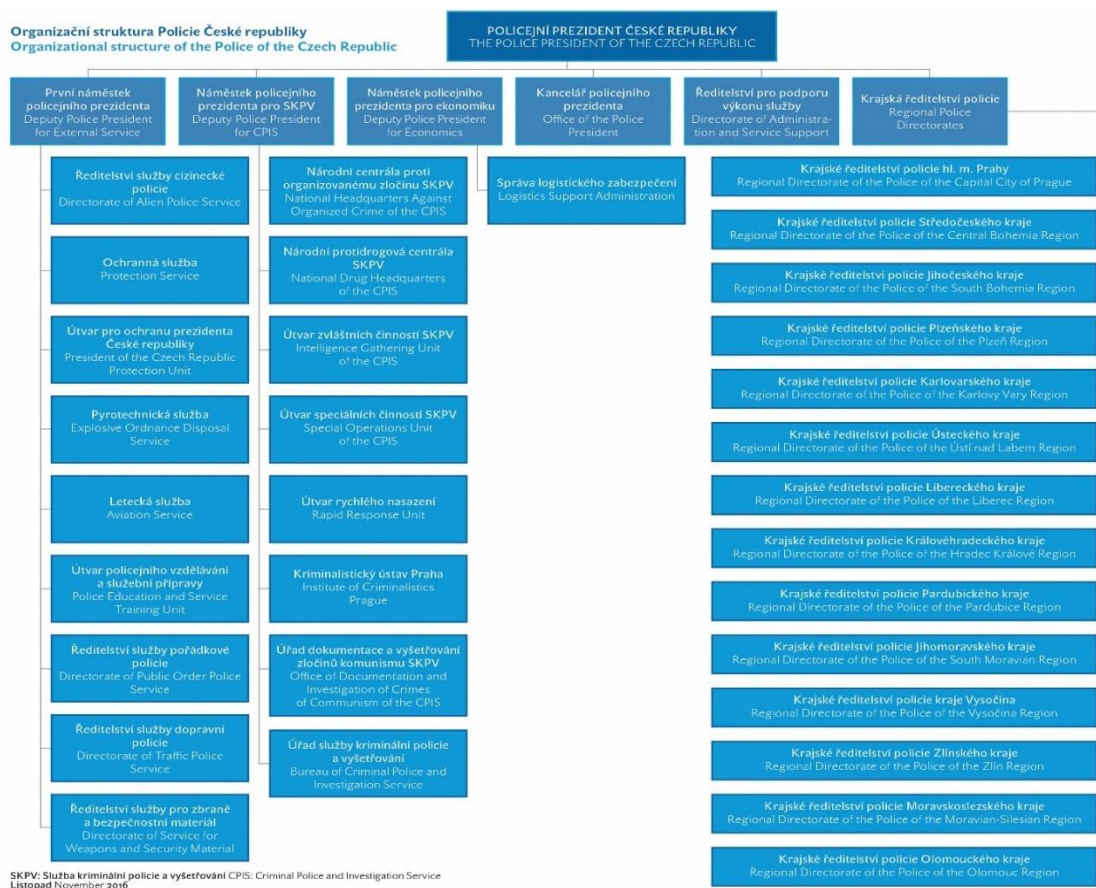 Organizační struktura Policie České republiky
Organizational structure of the Police of the Czech Republic
POLICEJNÍ PREZIDENT ČESKÉ REPUBLIKY
THE POLICE PRESIDENT OF THE CZECH REPUBLIC
První náměstek
policejního prezidenta
Deputy Police President
for External Service
Náměstek policejního
prezidenta pro SKPV
Deputy Police President
for CPIS
Náměstek policejního
prezidenta pro ekonomiku
Deputy Police President
for Economics
Kancelář policejního
prezidenta
Office of the Police
President
Ředitelství pro podporu
výkonu služby
Directorate of Administra-
tion and Service Support
Krajská ředitelství policie
Regional Police
Directorates
Ředitelství služby cizinecké
policie
Directorate of Alien Police Service
Ochranná služba
Protection Service
Útvar pro ochranu prezidenta
České republiky
President of the Czech Republic
Protection Unit
Pyrotechnická služba
Explosive Ordnance Disposal
Service
Letecká služba
Aviation Service
Útvar policejního vzdělávání
a služební přípravy
Police Education and Service
Training Unit
Ředitelství služby pořádkové
policie
Directorate of Public Order Police
Service
Ředitelství služby dopravní
policie
Directorate of Traffic Police
Service
Ředitelství služby pro zbraně
a bezpečnostní materiál
Directorate of Service for
Weapons and Security Material
Národní centrála proti
organizovanému zločinu SKPV
National Headquarters Against
Organized Crime of the CPIS
Národní protidrogová centrála
SKPV
National Drug Headquarters
of the CPIS
Útvar zvláštních činností SKPV
Intelligence Gathering Unit
of the CPIS
Útvar speciálních činností SKPV
Special Operations Unit
of the CPIS
Útvar rychlého nasazení
Rapid Response Unit
Kriminalistický ústav Praha
Institute of Criminalistics
Prague
Úřad dokumentace a vyšetřování
zločinů komunismu SKPV
Office of Documentation and
Investigation of Crimes
of Communism of the CPIS
Úřad služby kriminální policie
a vyšetřování
Bureau of Criminal Police and
Investigation Service
Správa logistického zabezpečení
Logistics Support Administration
Krajské ředitelství policie hl. m. Prahy
Regional Directorate of the Police of the Capital City of Prague
Krajské ředitelství policie Středočeského kraje
Regional Directorate of the Police of the Central Bohemia Region
Krajské ředitelství policie Jihočeského kraje
Regional Directorate of the Police of the South Bohemia Region
Krajské ředitelství policie Plzeňského kraje
Regional Directorate of the Police of the Plzeň Region
Krajské ředitelství policie Karlovarského kraje
Regional Directorate of the Police of the Karlovy Vary Region
Krajské ředitelství policie Ústeckého kraje
Regional Directorate of the Police of the Ústí nad Labem Region
Krajské ředitelství policie Libereckého kraje
Regional Directorate of the Police of the Liberec Region
Krajské ředitelství policie Královéhradeckého kraje
Regional Directorate of the Police of the Hradec Králové Region
Krajské ředitelství policie Pardubického kraje
Regional Directorate of the Police of the Pardubice Region
Krajské ředitelství policie Jihomoravského kraje
Regional Directorate of the Police of the South Moravian Region
Krajské ředitelství policie kraje Vysočina
Regional Directorate of the Police of the Vysočina Region
Krajské ředitelství policie Zlínského kraje
Regional Directorate of the Police of the Zlín Region
Krajské ředitelství policie Moravskoslezského kraje
Regional Directorate of the Police of the Moravian-Silesian Region
Krajské ředitelství policie Olomouckého kraje
Regional Directorate of the Police of the Olomouc Region
SKPV: Služba kriminální policie a vyšetřování CPIS: Criminal Police and Investigation Service
Listopad November 2016